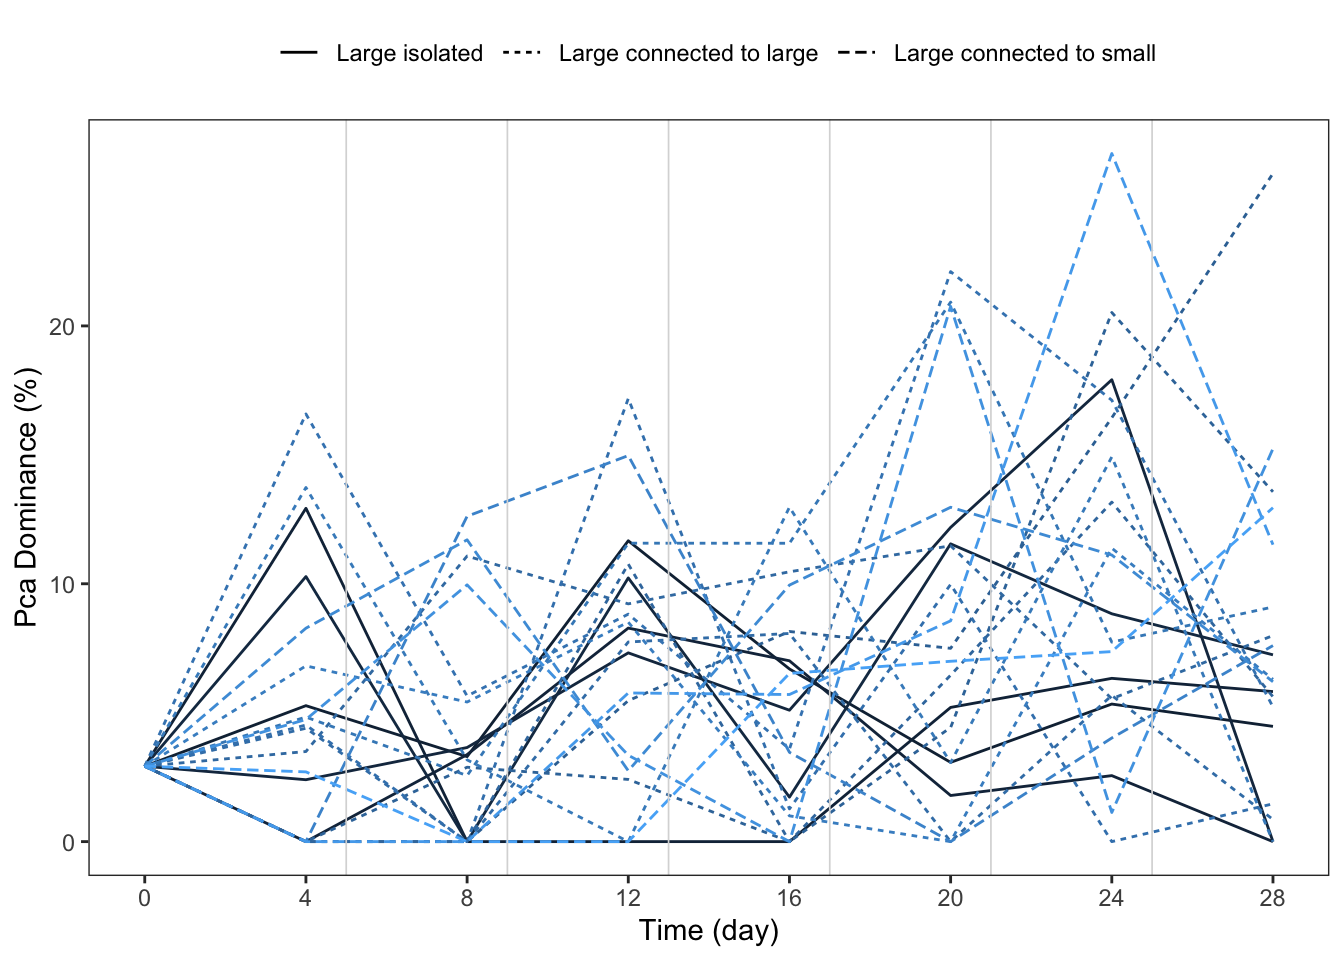 Large isolated Large connected to large Large connected to small
Pca Dominance (%)
20
10
0
0 4 8 12 16 20 24 28
Time (day)